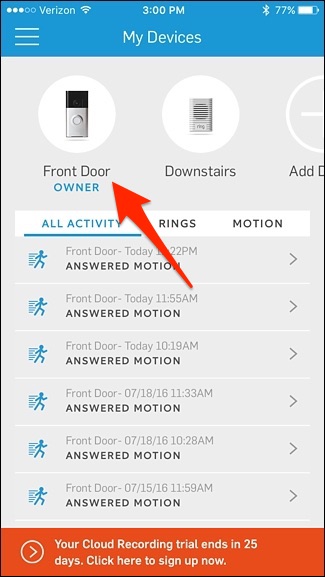 Verizon 3:00 PM 77%
My Devices
ring
Front Door Downstairs Add D
OWNER
ALL ACTIVITY RINGS MOTION
Front Door- Today 22PM
ANSWERED MOTION
Front Door- Today 11:55AM
ANSWERED MOTION
Front Door- Today 10:19AM
ANSWERED MOTION
Front Door- 07/18/16 11:33AM
ANSWERED MOTION
Front Door- 07/18/16 10:28AM
ANSWERED MOTION
Front Door- 07/15/16 11:59AM
ANSWERED MOTION
Your Cloud Recording trial ends in 25
days. Click here to sign up now.